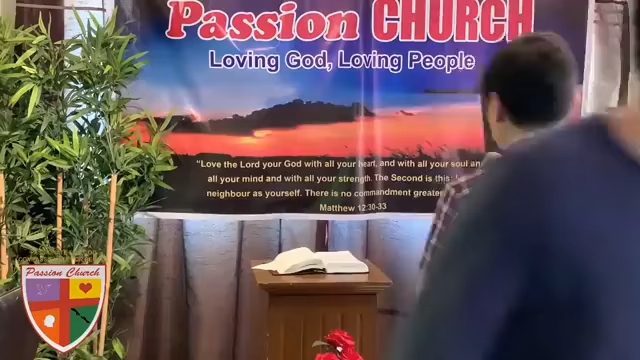 Passion CHURCH
Loving God, Loving People
"Love the Lord your God with all your heart, and with all your soul an
all your mind and with all your strength. The Second is this:
neighbour as yourself. There is no commandment greater
Matthew 12:30-33
Passion Church